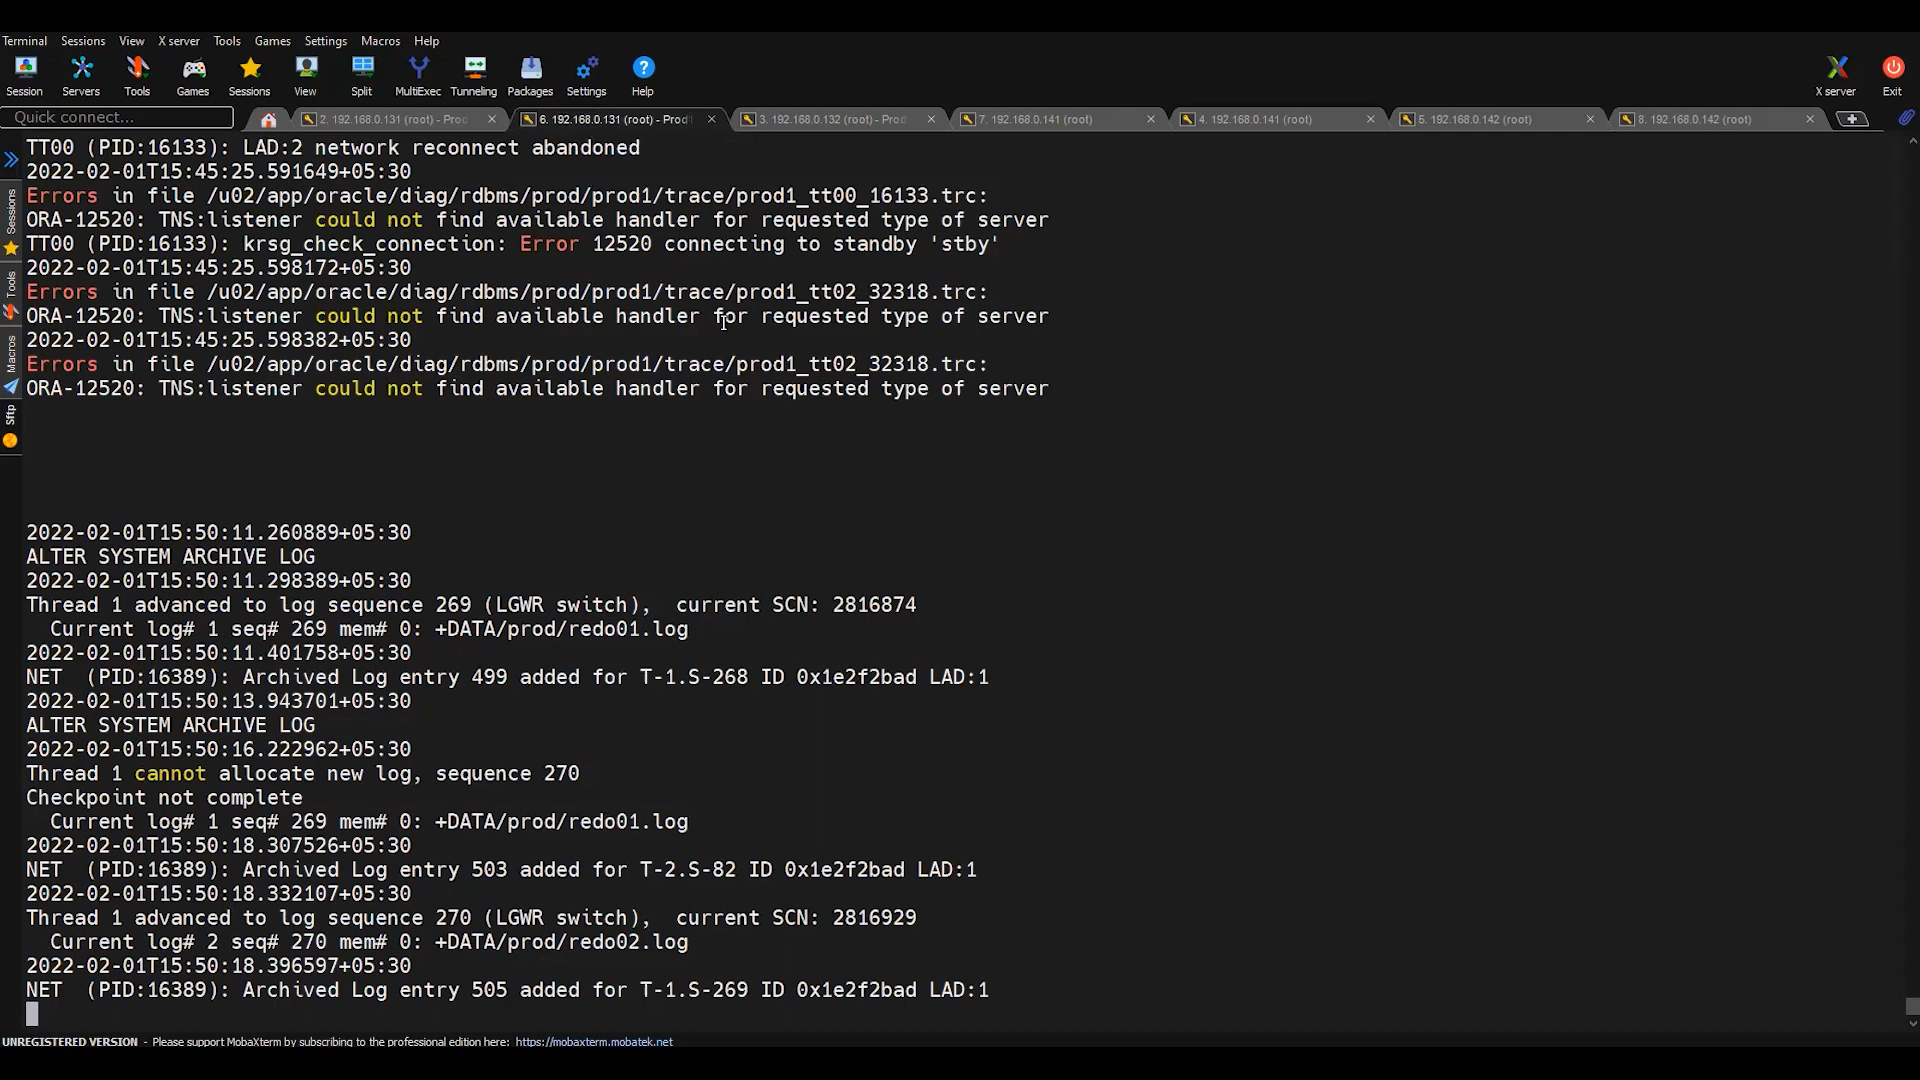 Terminal Sessions View X server Tools Games Settings Macros Help
Session Servers Tools Games Sessions View Split MultiExec Tunneling Packages Settings Help X server Exit
Quick connect...
2. 192.168.0.131 (root) - Prod
6. 192.168.0.131 (root) - Prod1
3. 192.168.0.132 (root) - Prod
7. 192.168.0.141 (root)
4. 192.168.0.141 (root)
5. 192.168.0.142 (root)
8. 192.168.0.142 (root)
Sessions
Tools
Macros
Sftp
TT00 (PID:16133): LAD:2 network reconnect abandoned
2022-02-01T15:45:25.591649+05:30
Errors in file /u02/app/oracle/diag/rdbms/prod/prod1/trace/prod1_tt00_16133.trc:
ORA-12520: TNS:listener could not find available handler for requested type of server
TT00 (PID:16133): krsg_check_connection: Error 12520 connecting to standby 'stby'
2022-02-01T15:45:25.598172+05:30
Errors in file /u02/app/oracle/diag/rdbms/prod/prod1/trace/prod1_tt02_32318.trc:
ORA-12520: TNS:listener could not find available handler for requested type of server
2022-02-01T15:45:25.598382+05:30
Errors in file /u02/app/oracle/diag/rdbms/prod/prod1/trace/prod1_tt02_32318.trc:
ORA-12520: TNS:listener could not find available handler for requested type of server
2022-02-01T15:50:11.260889+05:30
ALTER SYSTEM ARCHIVE LOG
2022-02-01T15:50:11.298389+05:30
Thread 1 advanced to log sequence 269 (LGWR switch),  current SCN: 2816874
  Current log# 1 seq# 269 mem# 0: +DATA/prod/redo01.log
2022-02-01T15:50:11.401758+05:30
NET  (PID:16389): Archived Log entry 499 added for T-1.S-268 ID 0x1e2f2bad LAD:1
2022-02-01T15:50:13.943701+05:30
ALTER SYSTEM ARCHIVE LOG
2022-02-01T15:50:16.222962+05:30
Thread 1 cannot allocate new log, sequence 270
Checkpoint not complete
  Current log# 1 seq# 269 mem# 0: +DATA/prod/redo01.log
2022-02-01T15:50:18.307526+05:30
NET  (PID:16389): Archived Log entry 503 added for T-2.S-82 ID 0x1e2f2bad LAD:1
2022-02-01T15:50:18.332107+05:30
Thread 1 advanced to log sequence 270 (LGWR switch),  current SCN: 2816929
  Current log# 2 seq# 270 mem# 0: +DATA/prod/redo02.log
2022-02-01T15:50:18.396597+05:30
NET  (PID:16389): Archived Log entry 505 added for T-1.S-269 ID 0x1e2f2bad LAD:1
UNREGISTERED VERSION - Please support MobaXterm by subscribing to the professional edition here: https://mobaxterm.mobatek.net